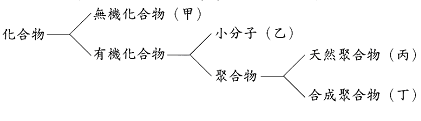 無機化合物（甲）
化合物
小分子（乙）
有機化合物
天然聚合物（丙）
聚合物
合成聚合物（丁）